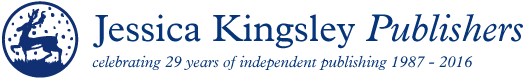 Jessica Kingsley Publishers
celebrating 29 years of independent publishing 1987 - 2016